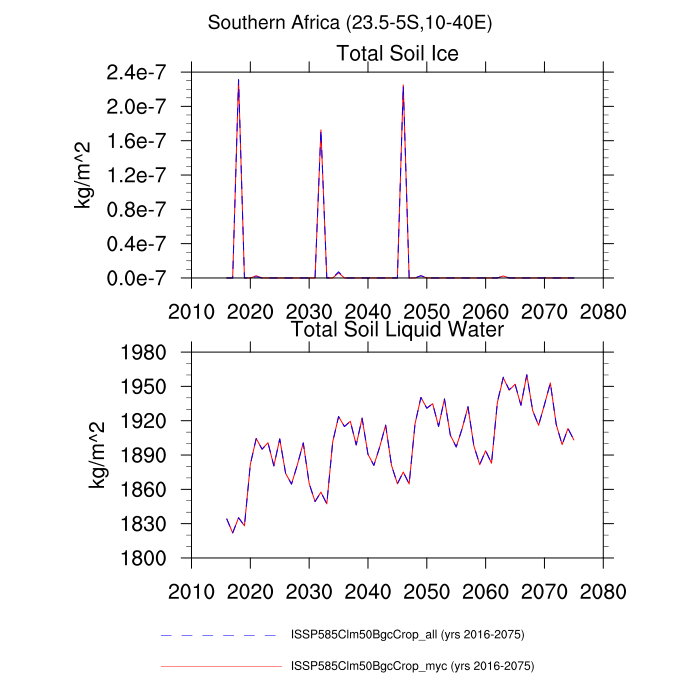 Southern Africa (23.5-5S,10-40E)
Total Soil Ice
2.4e-7
2.0e-7
1.6e-7
1.2e-7
0.8e-7
0.4e-7
0.0e-7
kg/m^2
2010 2020 2030 2040 2050 2060 2070 2080
Total Soil Liquid Water
1980
1950
1920
1890
1860
1830
1800
kg/m^2
2010 2020 2030 2040 2050 2060 2070 2080
ISSP585Clm50BgcCrop_all (yrs 2016-2075)
ISSP585Clm50BgcCrop_myc (yrs 2016-2075)